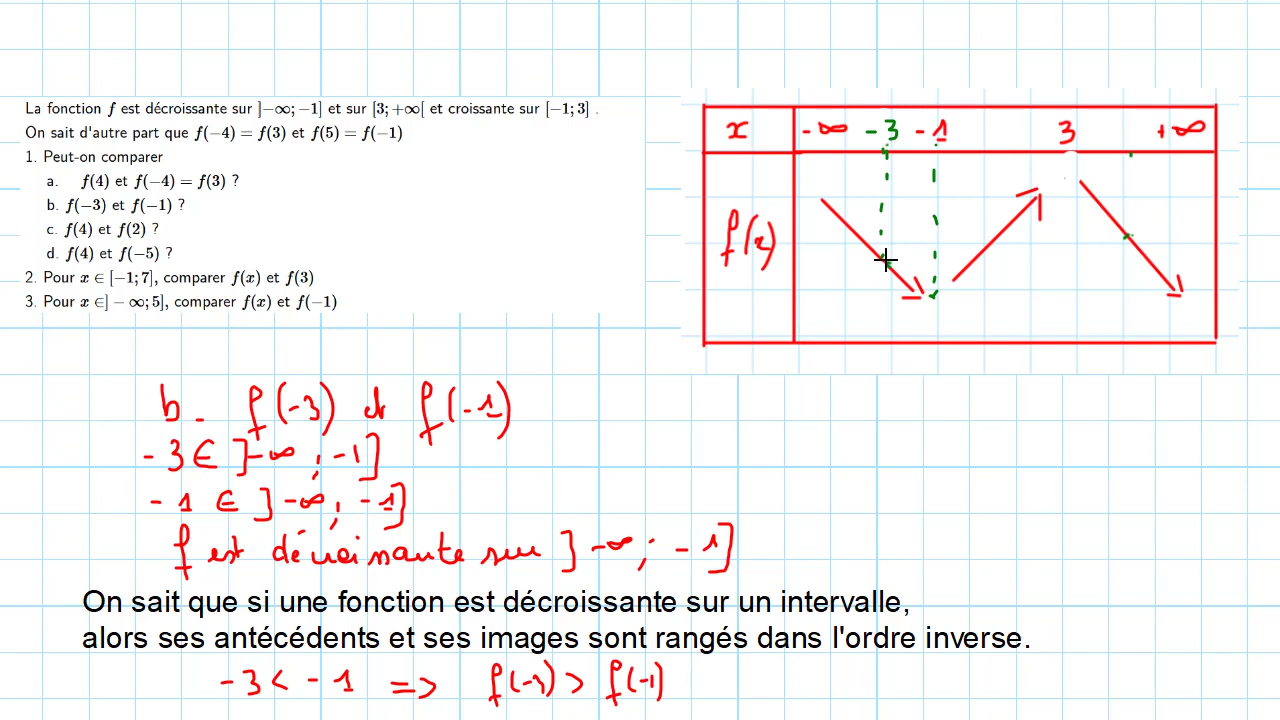 La fonction f est décroissante sur ]−∞; −1] et sur [3; +∞[ et croissante sur [−1; 3] .
On sait d'autre part que f(−4) = f(3) et f(5) = f(−1)
1. Peut-on comparer
a. f(4) et f(−4) = f(3) ?
b. f(−3) et f(−1) ?
c. f(4) et f(2) ?
d. f(4) et f(−5) ?
2. Pour x ∈ [−1; 7], comparer f(x) et f(3)
3. Pour x ∈] − ∞; 5], comparer f(x) et f(−1)
x -∞ -3 -1 3 +∞
f(x)
b. f(-3) et f(-1)
-3 ∈ ]-∞ ; -1]
-1 ∈ ]-∞ ; -1]
f est décroissante sur ]-∞ ; -1]
On sait que si une fonction est décroissante sur un intervalle,
alors ses antécédents et ses images sont rangés dans l'ordre inverse.
-3 < -1 => f(-3) > f(-1)